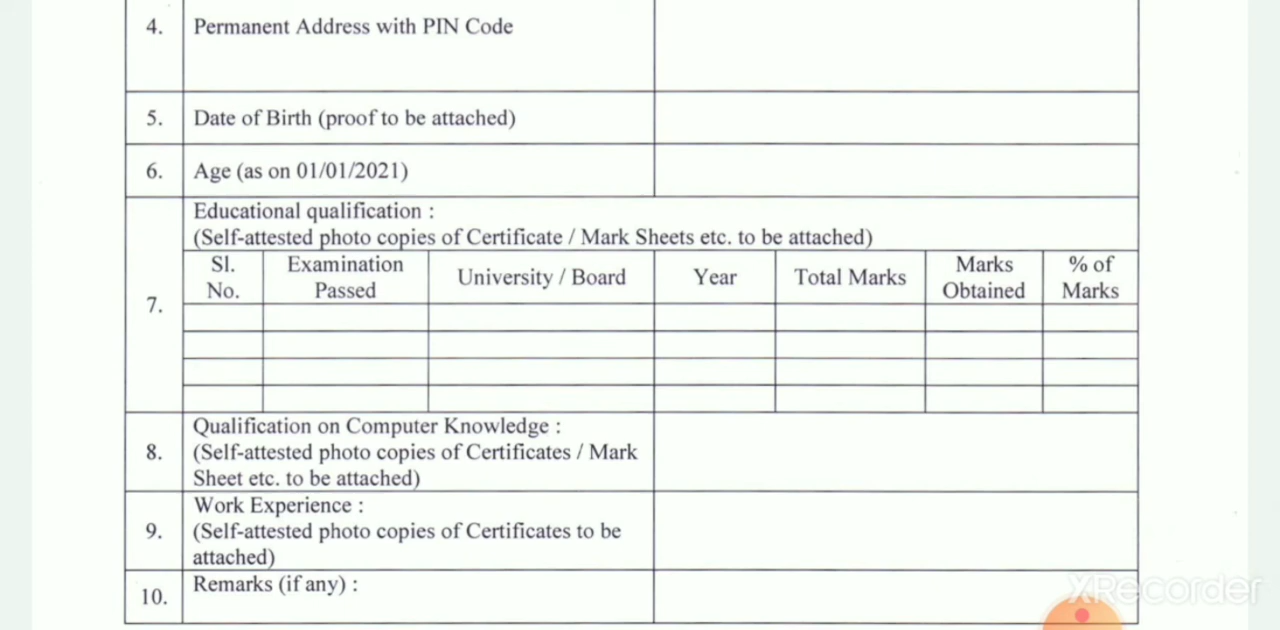 4. Permanent Address with PIN Code
5. Date of Birth (proof to be attached)
6. Age (as on 01/01/2021)
7.
Educational qualification :
(Self-attested photo copies of Certificate / Mark Sheets etc. to be attached)
Sl. No.
Examination Passed
University / Board
Year
Total Marks
Marks Obtained
% of Marks
8.
Qualification on Computer Knowledge :
(Self-attested photo copies of Certificates / Mark
Sheet etc. to be attached)
9.
Work Experience :
(Self-attested photo copies of Certificates to be
attached)
10.
Remarks (if any) :
XRecorder